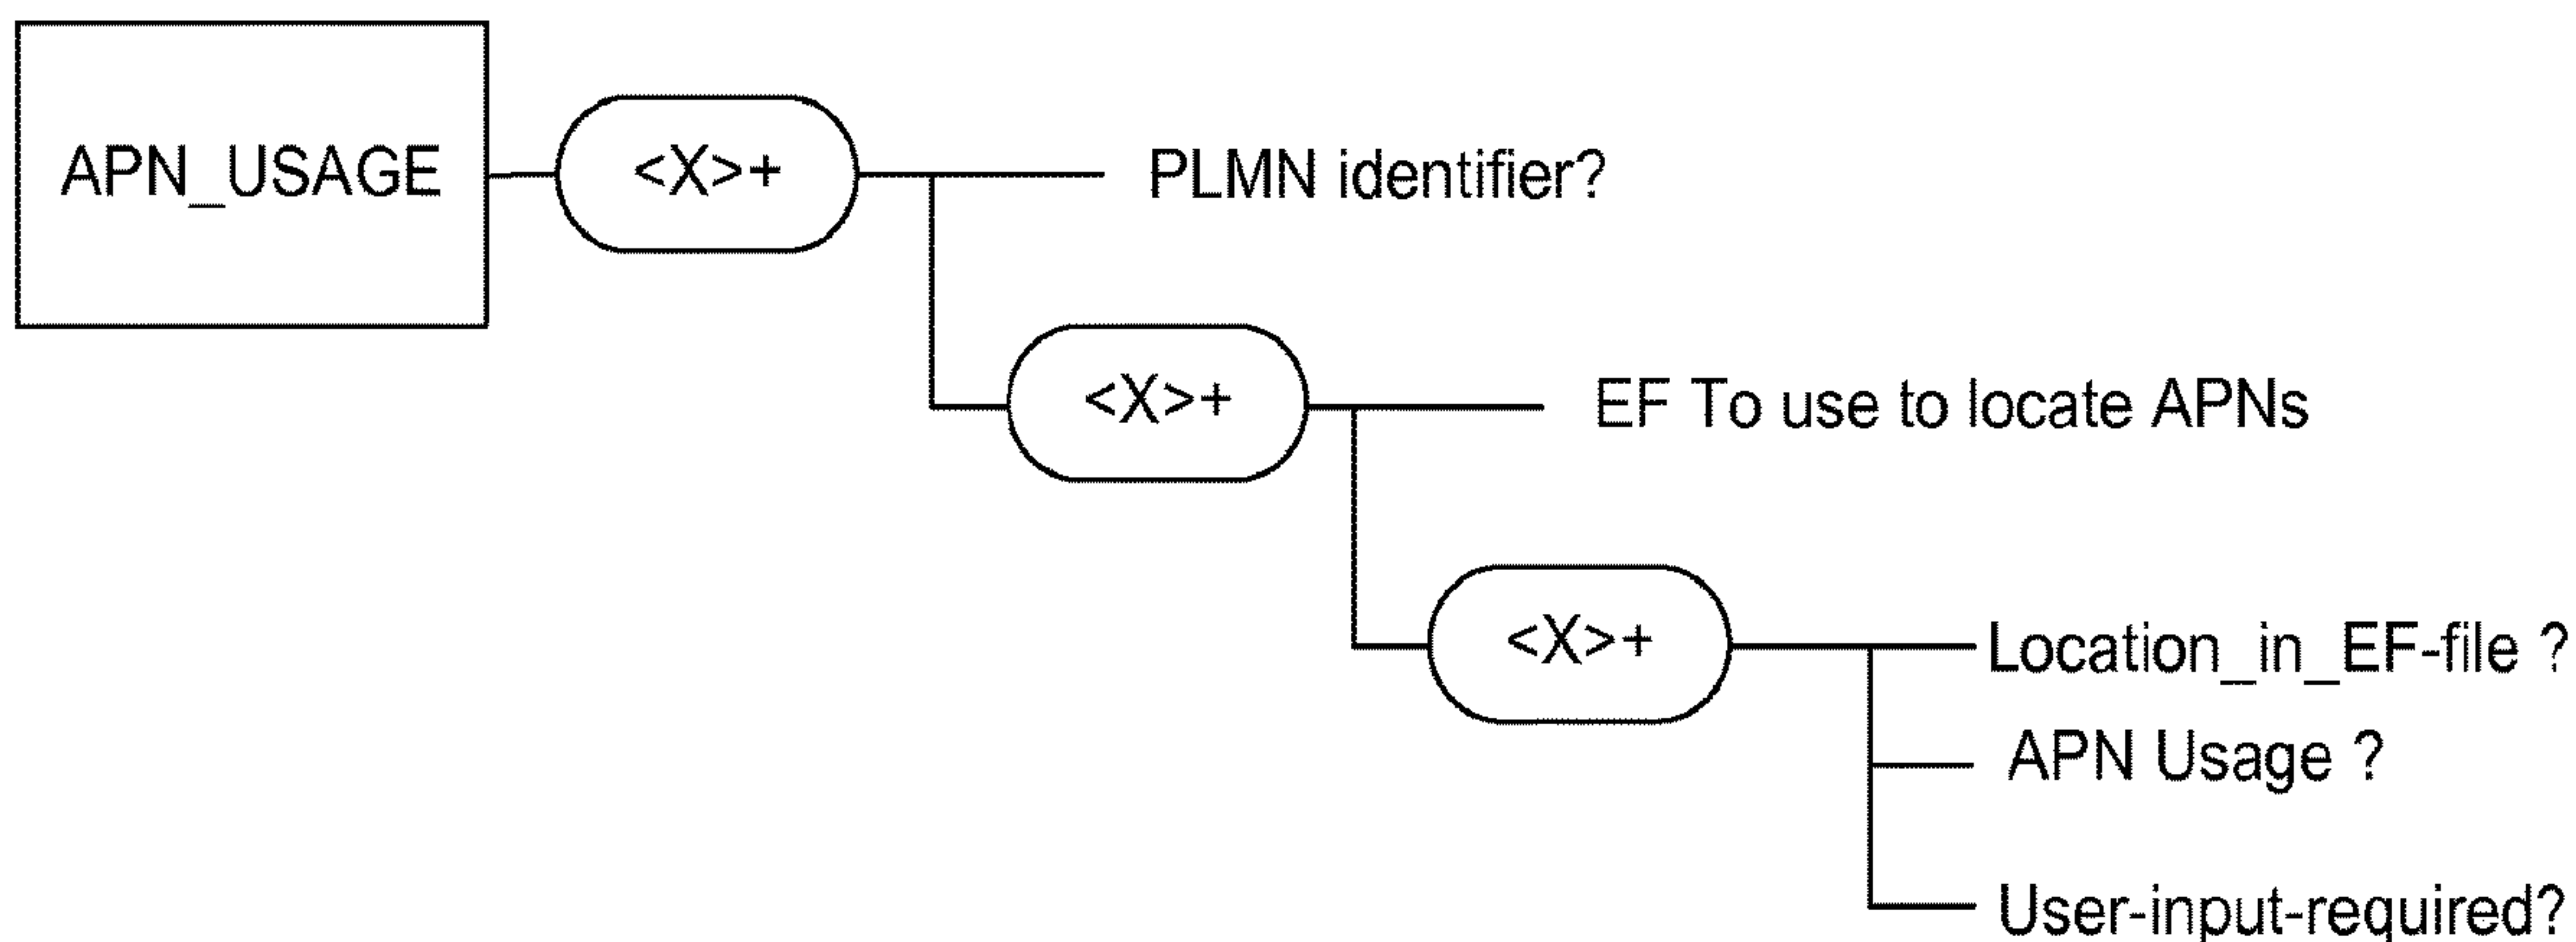 APN_USAGE
<X>+
PLMN identifier?
<X>+
EF To use to locate APNs
<X>+
Location_in_EF-file ?
APN Usage ?
User-input-required?